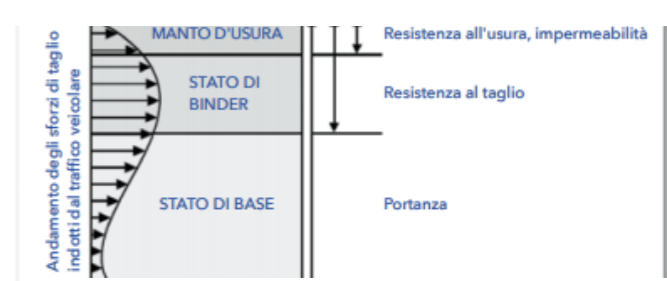 Andamento degli sforzi di taglio
indotti dal traffico veicolare
MANTO D'USURA
Resistenza all'usura, impermeabilità
STATO DI
BINDER
Resistenza al taglio
STATO DI BASE
Portanza